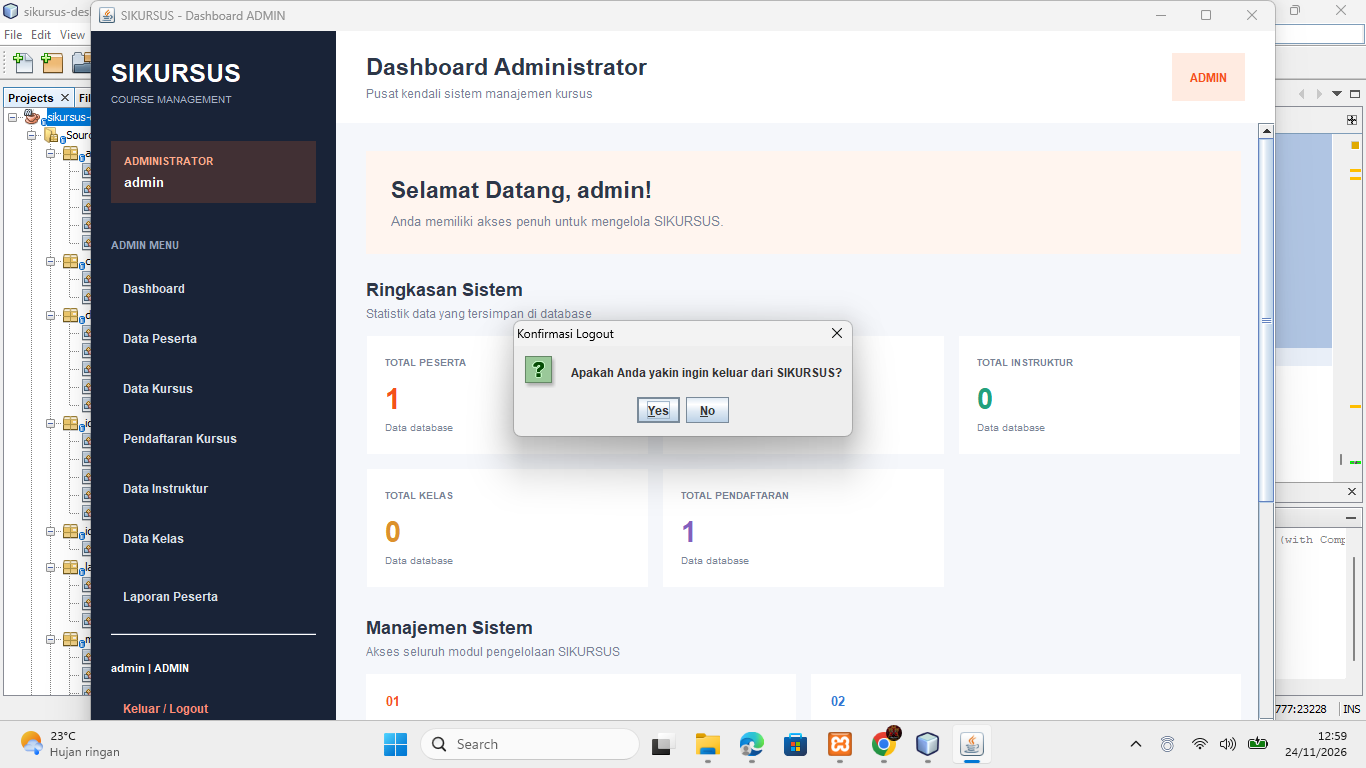 sikursus-des
SIKURSUS - Dashboard ADMIN
File Edit View
Projects
Fil
sikursus-
Sourc
SIKURSUS
COURSE MANAGEMENT
ADMINISTRATOR
admin
ADMIN MENU
Dashboard
Data Peserta
Data Kursus
Pendaftaran Kursus
Data Instruktur
Data Kelas
Laporan Peserta
admin | ADMIN
Keluar / Logout
Dashboard Administrator
Pusat kendali sistem manajemen kursus
ADMIN
Selamat Datang, admin!
Anda memiliki akses penuh untuk mengelola SIKURSUS.
Ringkasan Sistem
Statistik data yang tersimpan di database
TOTAL PESERTA
1
Data database
TOTAL INSTRUKTUR
0
Data database
Konfirmasi Logout
?
Apakah Anda yakin ingin keluar dari SIKURSUS?
Yes
No
TOTAL KELAS
0
Data database
TOTAL PENDAFTARAN
1
Data database
Manajemen Sistem
Akses seluruh modul pengelolaan SIKURSUS
01
02
(with Comp
777:23228
INS
23°C
Hujan ringan
Search
12:59
24/11/2026